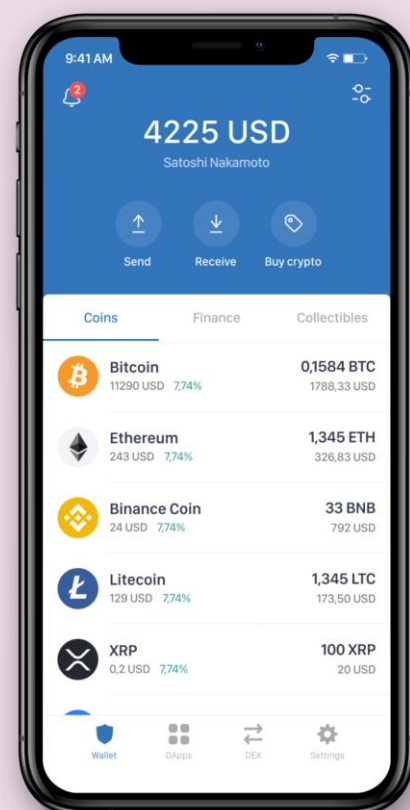 9:41 AM
2
4225 USD
Satoshi Nakamoto
Send Receive Buy crypto
Coins Finance Collectibles
Bitcoin 0,1584 BTC
11290 USD 7,74% 1788,33 USD
Ethereum 1,345 ETH
243 USD 7,74% 326,83 USD
Binance Coin 33 BNB
24 USD 7,74% 792 USD
Litecoin 1,345 LTC
129 USD 7,74% 173,50 USD
XRP 100 XRP
0,2 USD 7,74% 20 USD
Wallet DApps DEX Settings